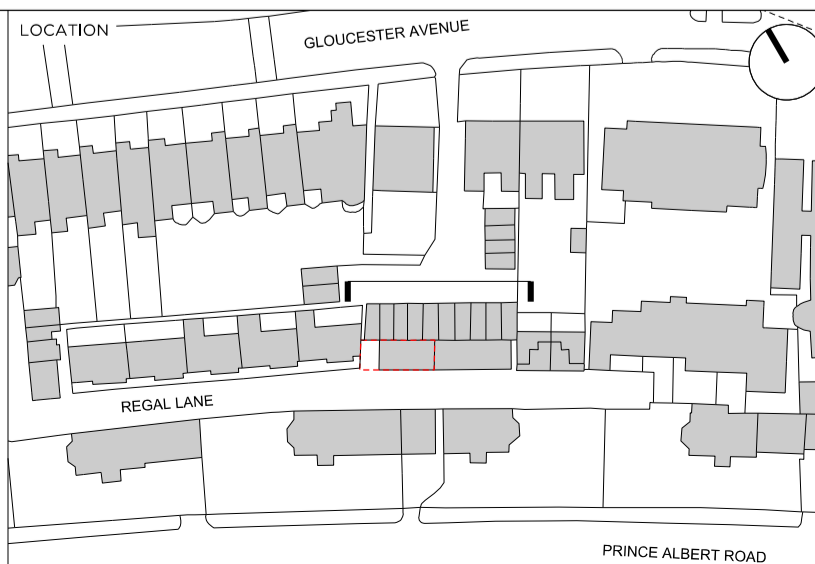 LOCATION
GLOUCESTER AVENUE
REGAL LANE
PRINCE ALBERT ROAD